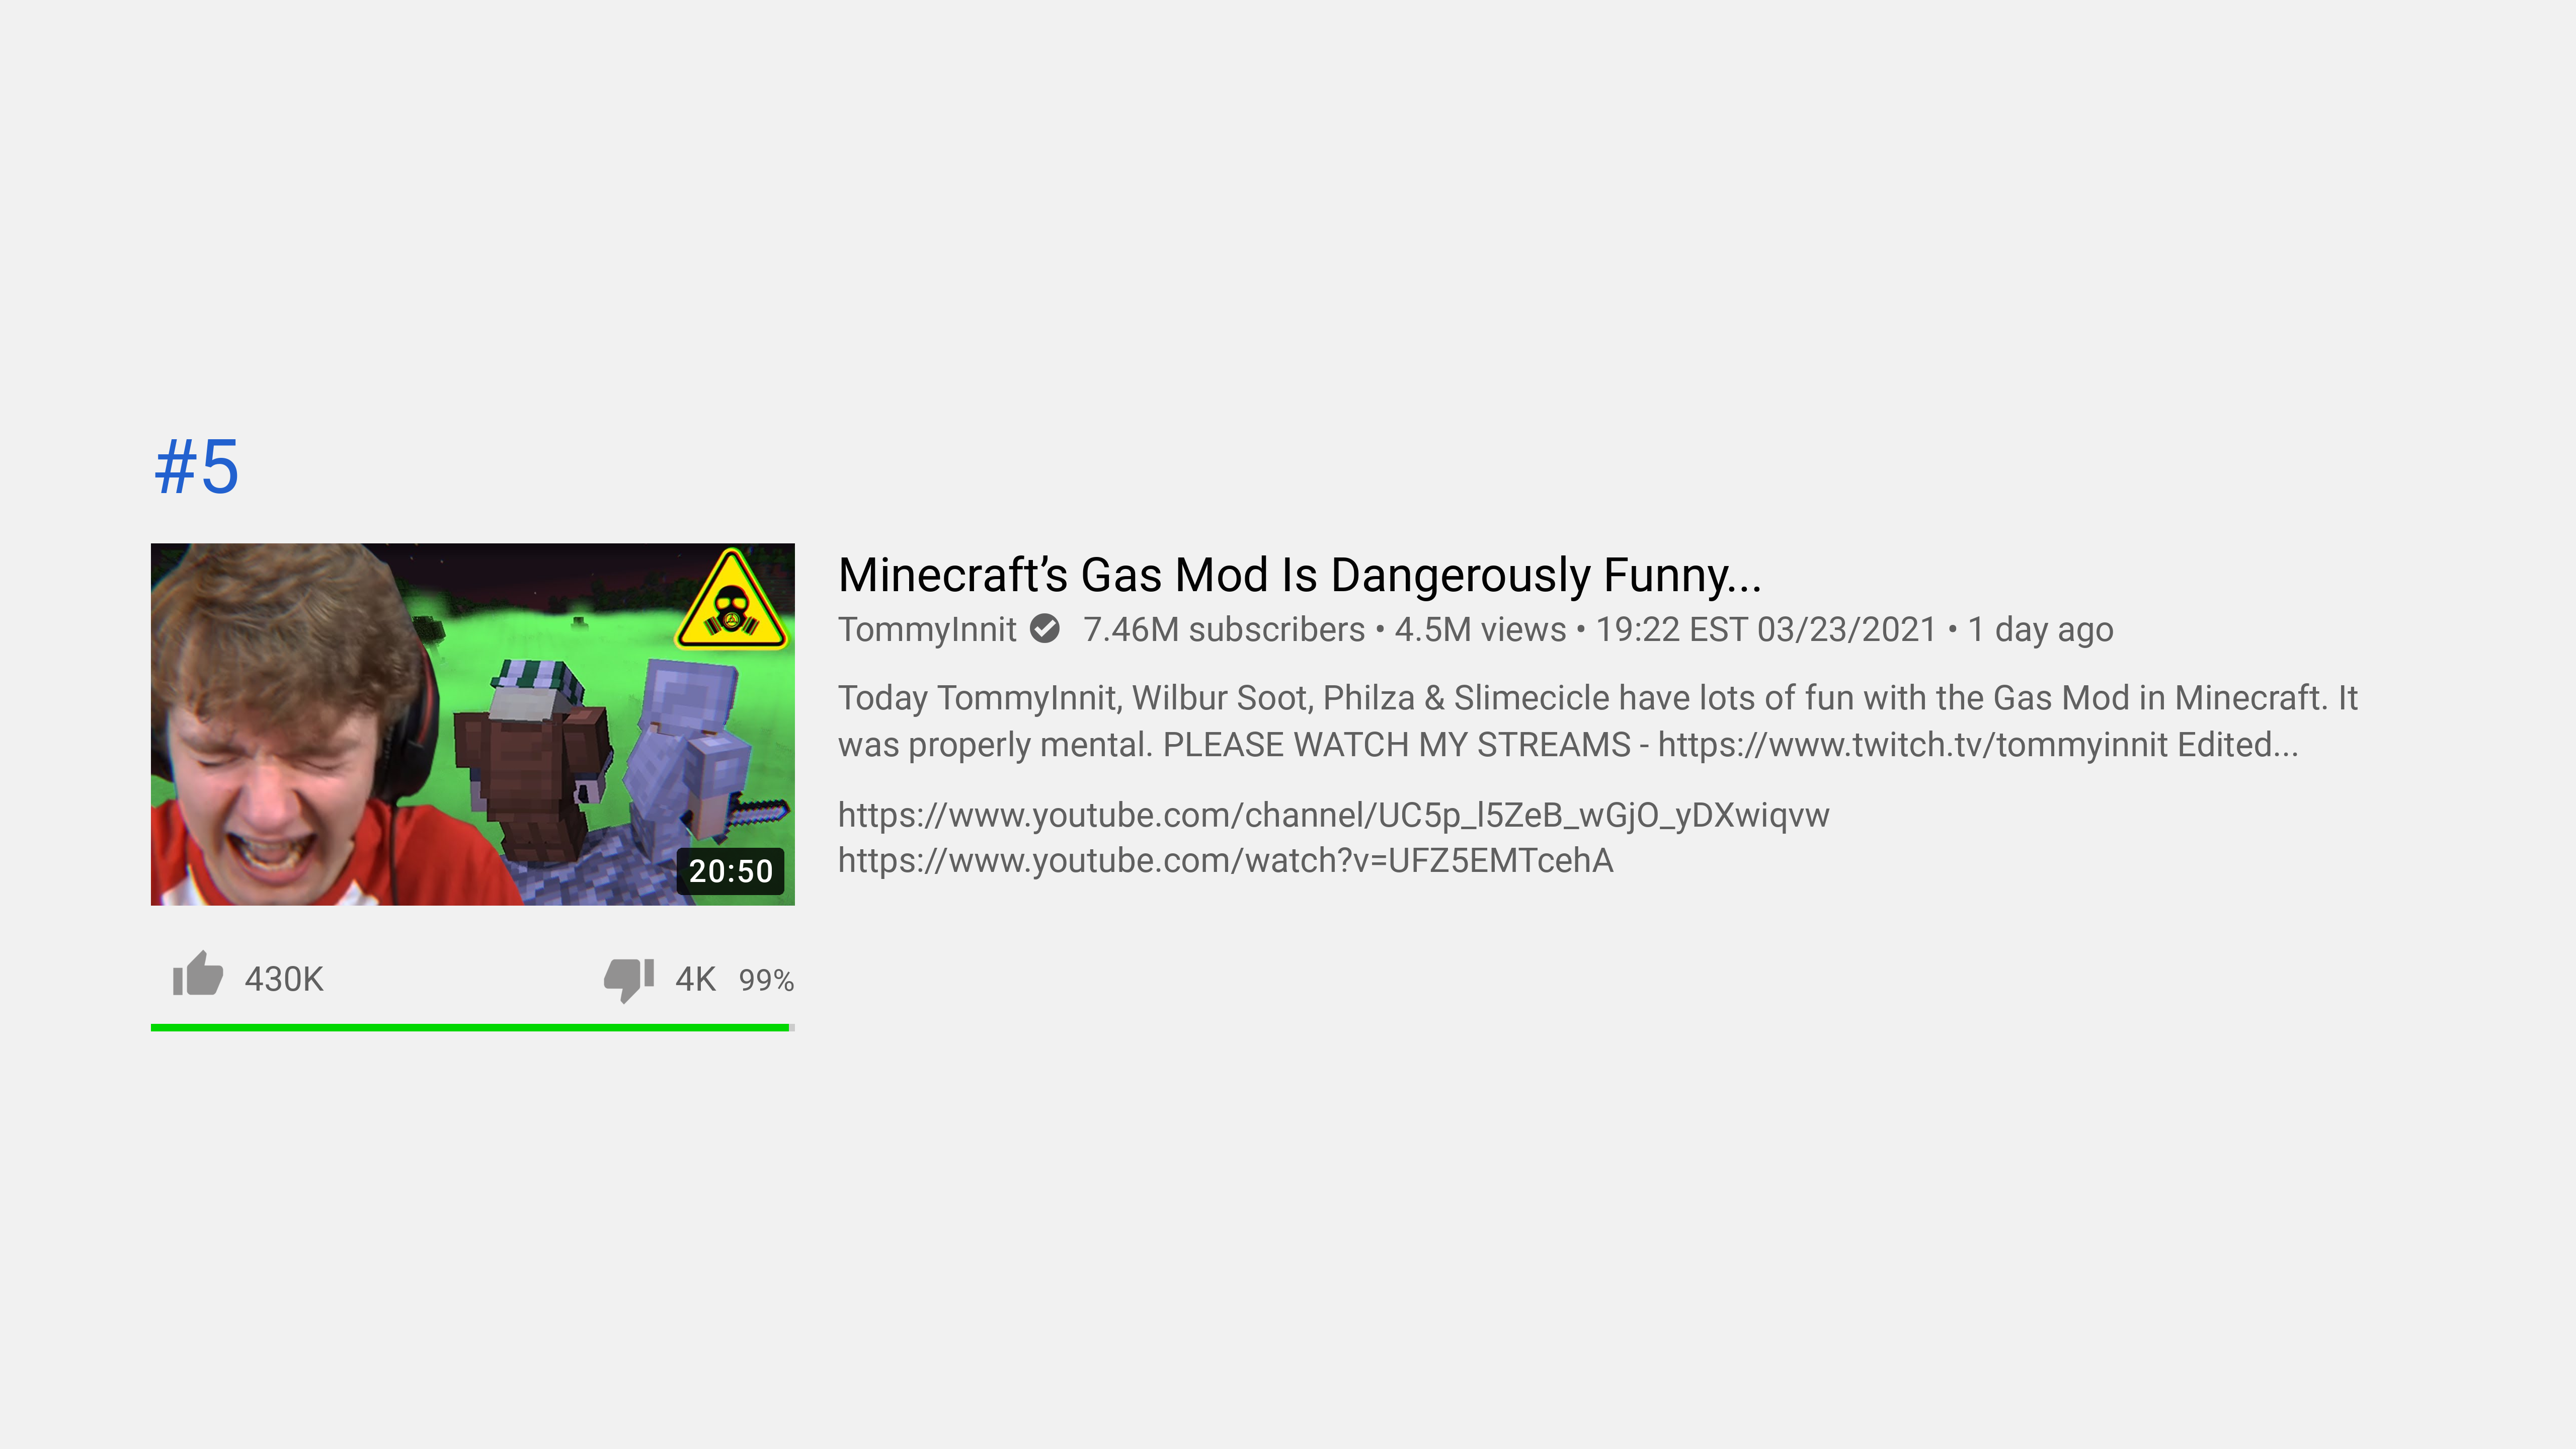 #5
Minecraft’s Gas Mod Is Dangerously Funny...
TommyInnit 7.46M subscribers • 4.5M views • 19:22 EST 03/23/2021 • 1 day ago
Today TommyInnit, Wilbur Soot, Philza & Slimecicle have lots of fun with the Gas Mod in Minecraft. It
was properly mental. PLEASE WATCH MY STREAMS - https://www.twitch.tv/tommyinnit Edited...
https://www.youtube.com/channel/UC5p_l5ZeB_wGjO_yDXwiqvw
https://www.youtube.com/watch?v=UFZ5EMTcehA
20:50
430K 4K 99%